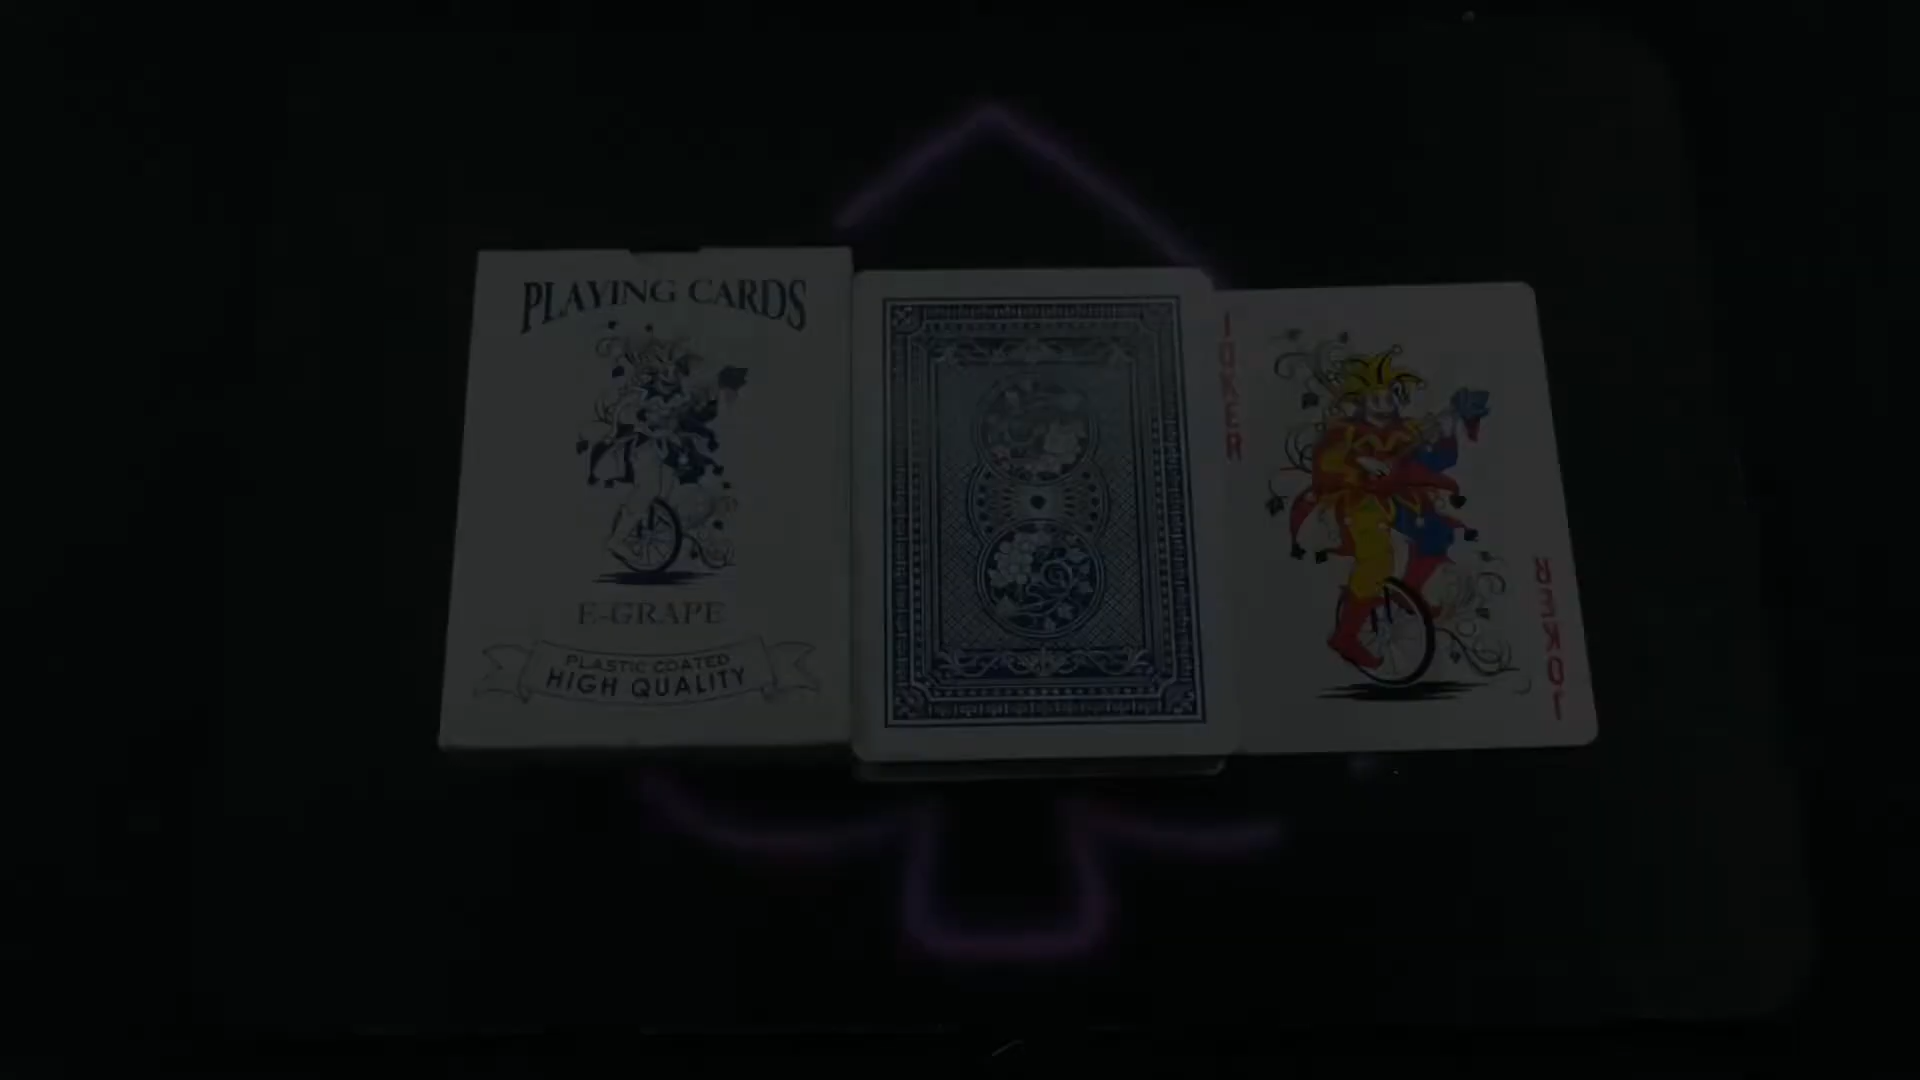 PLAYING CARDS
E-GRAPE
PLASTIC COATED
HIGH QUALITY
JOKER
JOKER